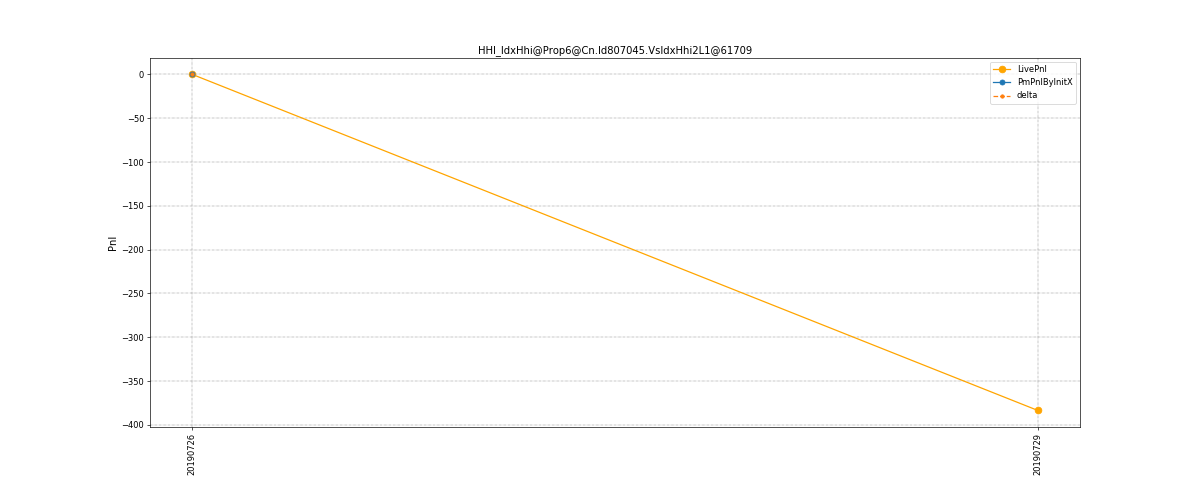 HHI_IdxHhi@Prop6@Cn.Id807045.VsIdxHhi2L1@61709
LivePnl
PmPnlByInitX
delta
0
−50
−100
−150
−200
−250
−300
−350
−400
Pnl
20190726
20190729